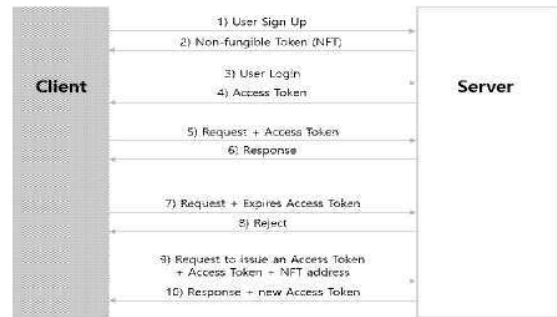 1) User Sign Up
2) Non-fungible Token (NFT)
3) User Login
Client
Server
4) Access Token
5) Request + Access Token
6) Response
7) Request + Expires Access Token
8) Reject
9) Request to issue an Access Token
+ Access Token + NFT address
10) Response + new Access Token